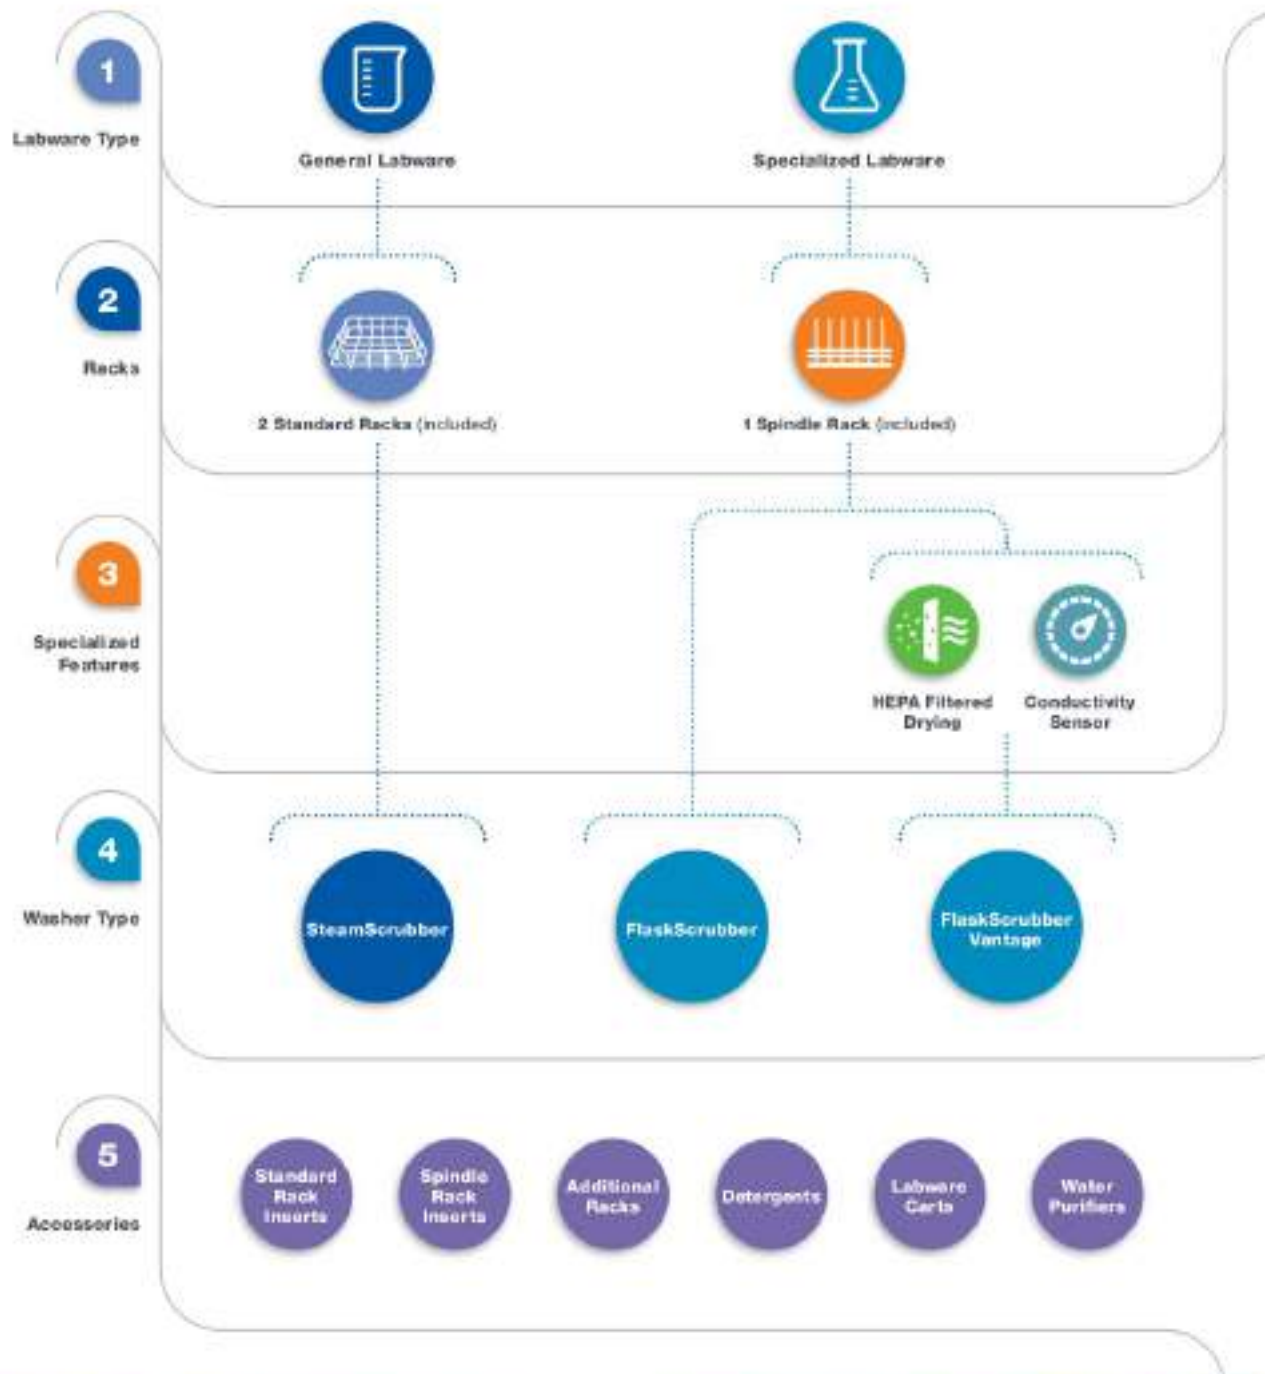 1
Labware Type
General Labware
Specialized Labware
2
Racks
2 Standard Racks (included)
1 Spindle Rack (included)
3
Specialized
Features
HEPA Filtered
Drying
Conductivity
Sensor
4
Washer Type
SteamScrubber
FlaskScrubber
FlaskScrubber
Vantage
5
Accessories
Standard
Rack
Inserts
Spindle
Rack
Inserts
Additional
Racks
Detergents
Labware
Carts
Water
Purifiers